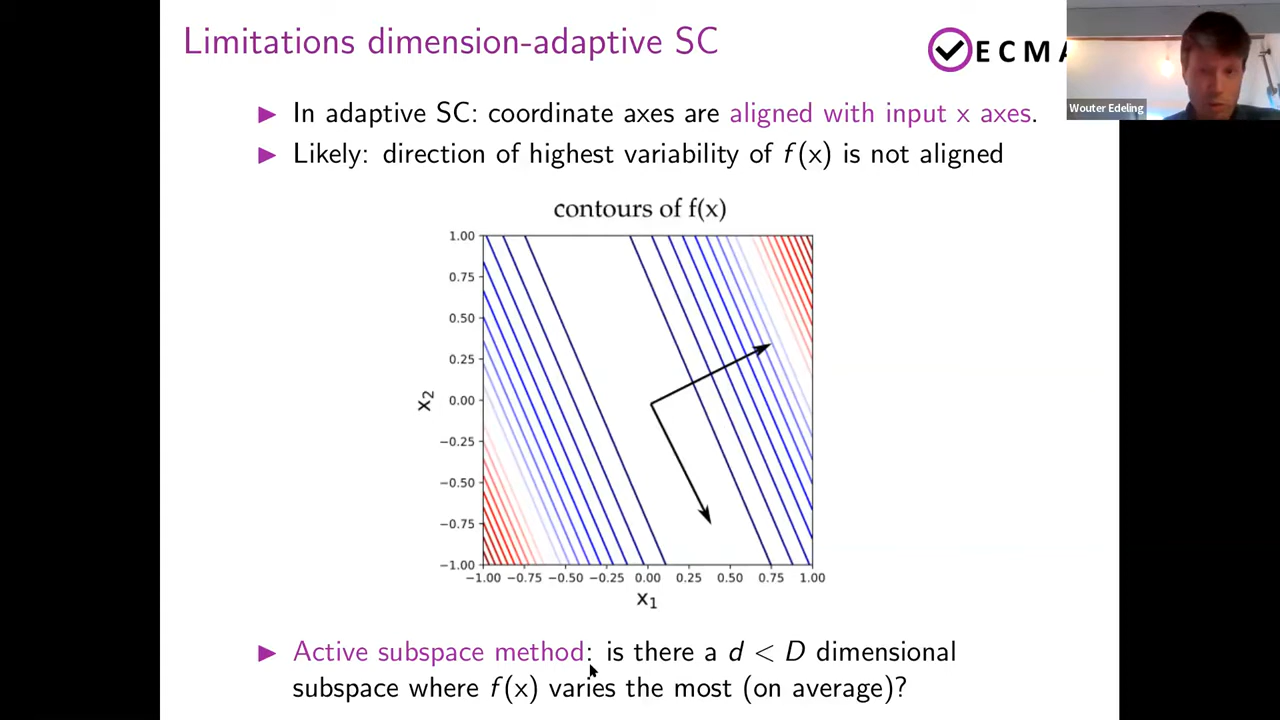 Limitations dimension-adaptive SC
ECMA
Wouter Edeling
▶ In adaptive SC: coordinate axes are aligned with input x axes.
▶ Likely: direction of highest variability of f(x) is not aligned
contours of f(x)
1.00
0.75
0.50
0.25
0.00
−0.25
−0.50
−0.75
−1.00
x₂
−1.00 −0.75 −0.50 −0.25 0.00 0.25 0.50 0.75 1.00
x₁
▶ Active subspace method: is there a d < D dimensional
subspace where f(x) varies the most (on average)?